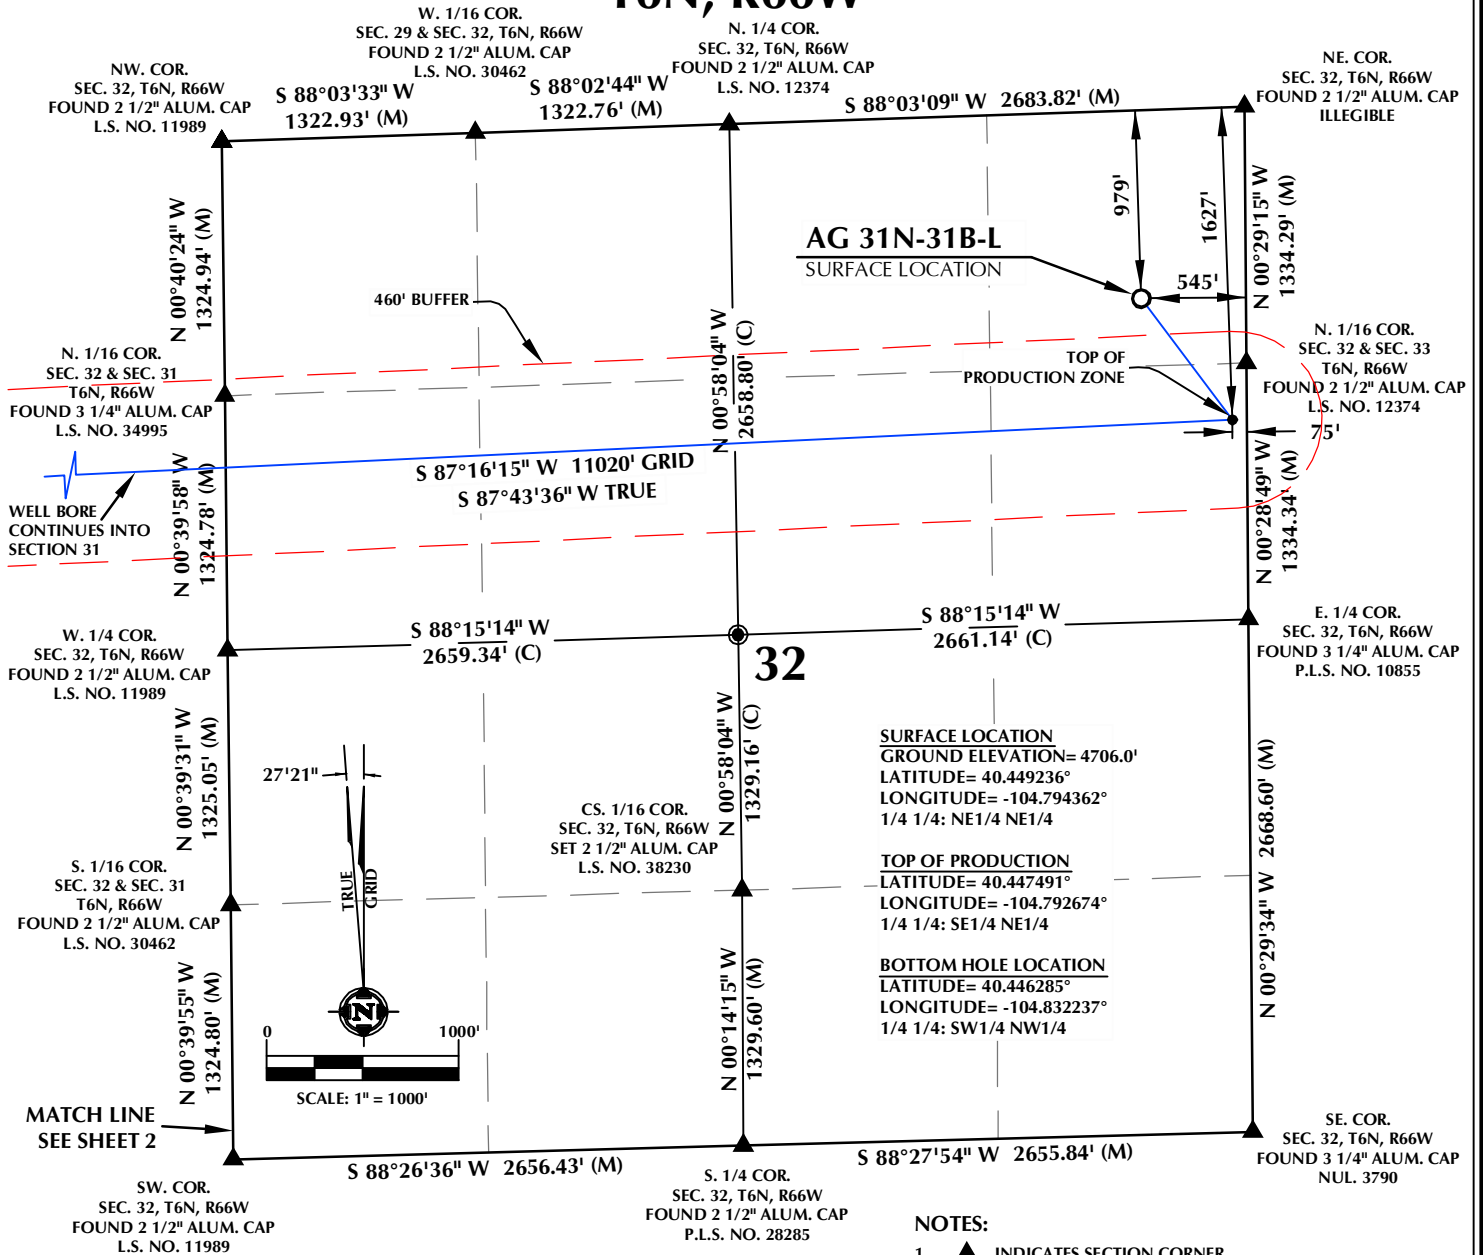 T6N, R66W
W. 1/16 COR.
SEC. 29 & SEC. 32, T6N, R66W
FOUND 2 1/2" ALUM. CAP
L.S. NO. 30462
N. 1/4 COR.
SEC. 32, T6N, R66W
FOUND 2 1/2" ALUM. CAP
L.S. NO. 12374
NW. COR.
SEC. 32, T6N, R66W
FOUND 2 1/2" ALUM. CAP
L.S. NO. 11989
NE. COR.
SEC. 32, T6N, R66W
FOUND 2 1/2" ALUM. CAP
ILLEGIBLE
S 88°03'33" W
1322.93' (M)
S 88°02'44" W
1322.76' (M)
S 88°03'09" W 2683.82' (M)
N 00°40'24" W
1324.94' (M)
979'
1627'
N 00°29'15" W
1334.29' (M)
AG 31N-31B-L
SURFACE LOCATION
545'
460' BUFFER
N 00°58'04" W
2658.80' (C)
TOP OF
PRODUCTION ZONE
N. 1/16 COR.
SEC. 32 & SEC. 31
T6N, R66W
FOUND 3 1/4" ALUM. CAP
L.S. NO. 34995
N. 1/16 COR.
SEC. 32 & SEC. 33
T6N, R66W
FOUND 2 1/2" ALUM. CAP
L.S. NO. 12374
75'
S 87°16'15" W 11020' GRID
S 87°43'36" W TRUE
WELL BORE
CONTINUES INTO
SECTION 31
N 00°39'58" W
1324.78' (M)
N 00°28'49" W
1334.34' (M)
W. 1/4 COR.
SEC. 32, T6N, R66W
FOUND 2 1/2" ALUM. CAP
L.S. NO. 11989
S 88°15'14" W
2659.34' (C)
32
S 88°15'14" W
2661.14' (C)
E. 1/4 COR.
SEC. 32, T6N, R66W
FOUND 3 1/4" ALUM. CAP
P.L.S. NO. 10855
N 00°39'31" W
1325.05' (M)
27'21"
TRUE
GRID
N
N 00°58'04" W
1329.16' (C)
CS. 1/16 COR.
SEC. 32, T6N, R66W
SET 2 1/2" ALUM. CAP
L.S. NO. 38230
SURFACE LOCATION
GROUND ELEVATION= 4706.0'
LATITUDE= 40.449236°
LONGITUDE= -104.794362°
1/4 1/4: NE1/4 NE1/4
TOP OF PRODUCTION
LATITUDE= 40.447491°
LONGITUDE= -104.792674°
1/4 1/4: SE1/4 NE1/4
BOTTOM HOLE LOCATION
LATITUDE= 40.446285°
LONGITUDE= -104.832237°
1/4 1/4: SW1/4 NW1/4
N 00°29'34" W 2668.60' (M)
S. 1/16 COR.
SEC. 32 & SEC. 31
T6N, R66W
FOUND 2 1/2" ALUM. CAP
L.S. NO. 30462
N 00°39'55" W
1324.80' (M)
0
1000'
SCALE: 1" = 1000'
N 00°14'15" W
1329.60' (M)
MATCH LINE
SEE SHEET 2
S 88°26'36" W 2656.43' (M)
S 88°27'54" W 2655.84' (M)
SW. COR.
SEC. 32, T6N, R66W
FOUND 2 1/2" ALUM. CAP
L.S. NO. 11989
S. 1/4 COR.
SEC. 32, T6N, R66W
FOUND 2 1/2" ALUM. CAP
P.L.S. NO. 28285
SE. COR.
SEC. 32, T6N, R66W
FOUND 3 1/4" ALUM. CAP
NUL. 3790
NOTES:
1. INDICATES SECTION CORNER